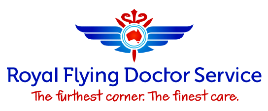 Royal Flying Doctor Service
The furthest corner. The finest care.